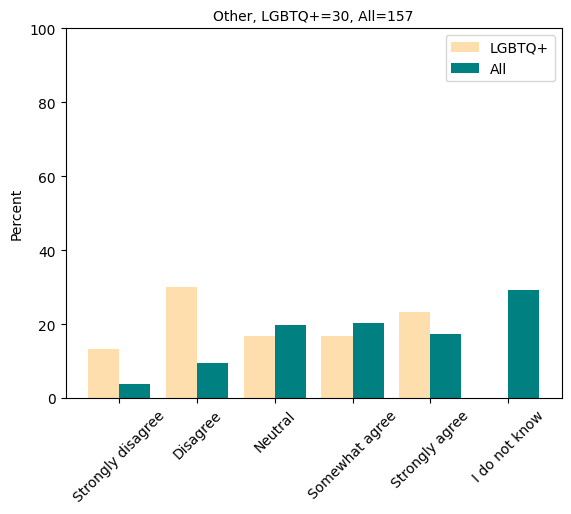 Other, LGBTQ+=30, All=157
100
80
60
40
20
0
Percent
LGBTQ+
All
Strongly disagree
Disagree
Neutral
Somewhat agree
Strongly agree
I do not know